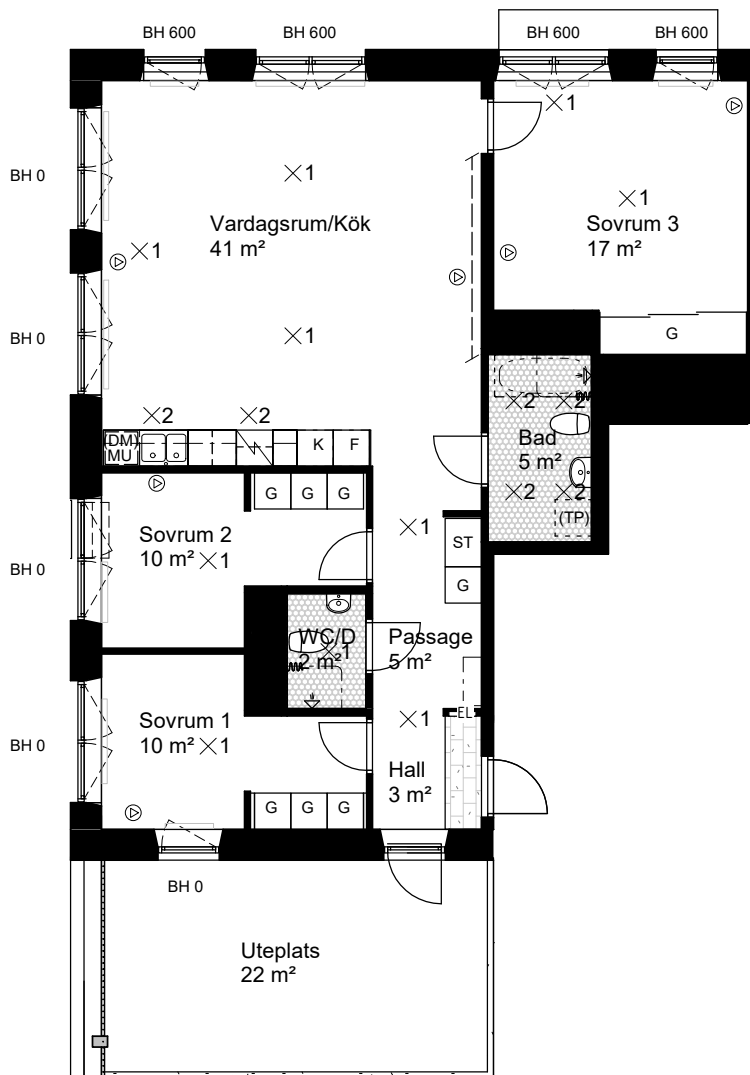 BH 600 BH 600 BH 600 BH 600
1
1
BH 0
1
Vardagsrum/Kök
41 m²
Sovrum 3
17 m²
1
BH 0
1
G
2 2
2 2
(DM)
MU
K F
Bad
5 m²
G G G
2 2
(TP)
Sovrum 2
10 m² 1
1
ST
BH 0
G
WC/D
2 m² 1
Passage
5 m²
Sovrum 1
10 m² 1
1
EL
BH 0
Hall
3 m²
G G G
BH 0
Uteplats
22 m²